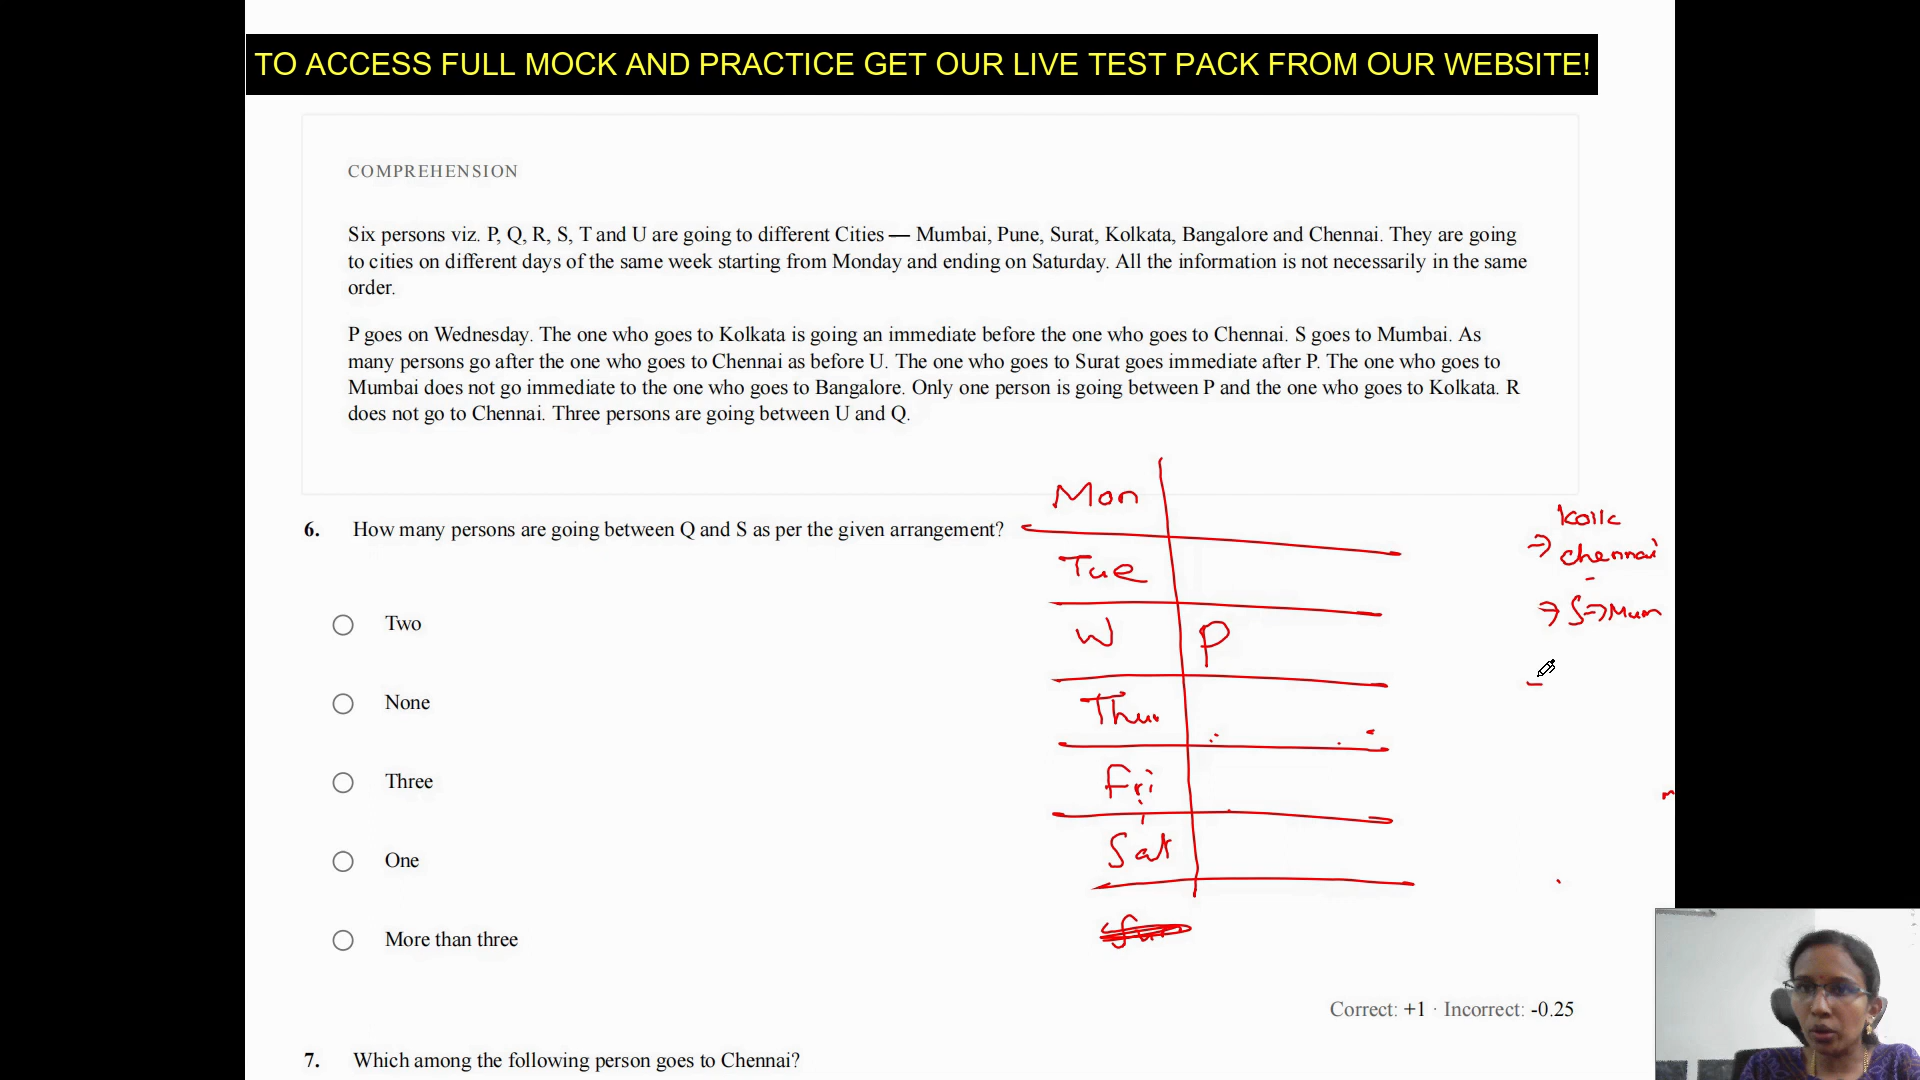 TO ACCESS FULL MOCK AND PRACTICE GET OUR LIVE TEST PACK FROM OUR WEBSITE!
COMPREHENSION
Six persons viz. P, Q, R, S, T and U are going to different Cities — Mumbai, Pune, Surat, Kolkata, Bangalore and Chennai. They are going
to cities on different days of the same week starting from Monday and ending on Saturday. All the information is not necessarily in the same
order.
P goes on Wednesday. The one who goes to Kolkata is going an immediate before the one who goes to Chennai. S goes to Mumbai. As
many persons go after the one who goes to Chennai as before U. The one who goes to Surat goes immediate after P. The one who goes to
Mumbai does not go immediate to the one who goes to Bangalore. Only one person is going between P and the one who goes to Kolkata. R
does not go to Chennai. Three persons are going between U and Q.
6. How many persons are going between Q and S as per the given arrangement?
Two
None
Three
One
More than three
Mon
Tue
W P
Thu
Fri
Sat
Kolk
→ Chennai
→ S→Mum
Correct: +1 · Incorrect: -0.25
7. Which among the following person goes to Chennai?